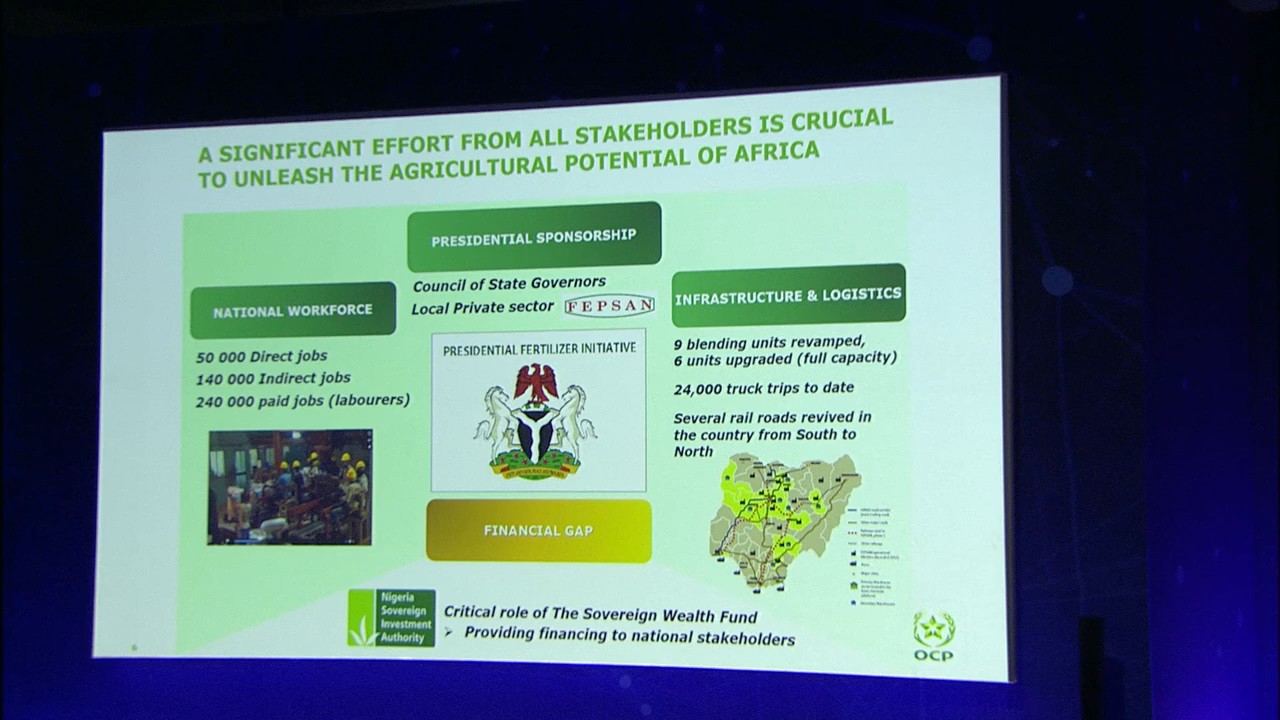 A SIGNIFICANT EFFORT FROM ALL STAKEHOLDERS IS CRUCIAL
TO UNLEASH THE AGRICULTURAL POTENTIAL OF AFRICA
PRESIDENTIAL SPONSORSHIP
Council of State Governors
Local Private sector FEPSAN
NATIONAL WORKFORCE
50 000 Direct jobs
140 000 Indirect jobs
240 000 paid jobs (labourers)
PRESIDENTIAL FERTILIZER INITIATIVE
INFRASTRUCTURE & LOGISTICS
9 blending units revamped,
6 units upgraded (full capacity)
24,000 truck trips to date
Several rail roads revived in
the country from South to
North
FINANCIAL GAP
Nigeria
Sovereign
Investment
Authority
Critical role of The Sovereign Wealth Fund
➢ Providing financing to national stakeholders
OCP
6